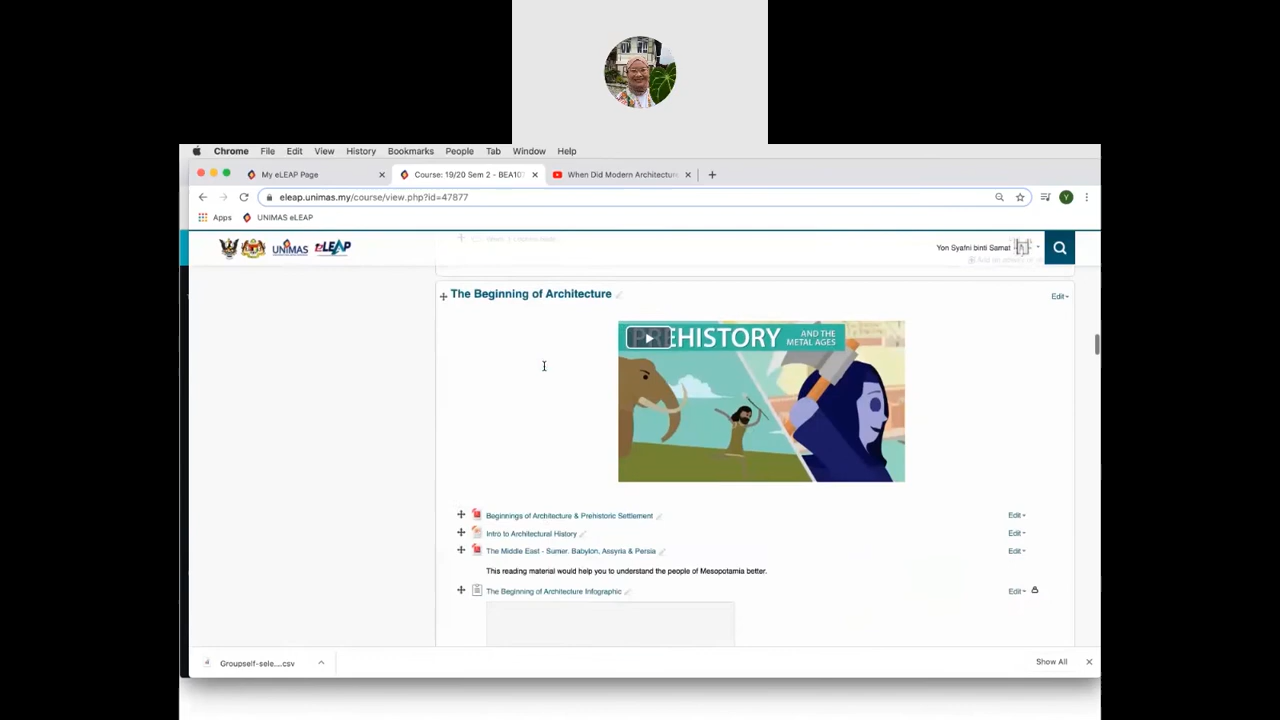 Chrome File Edit View History Bookmarks People Tab Window Help
My eLEAP Page
Course: 19/20 Sem 2 - BEA107
When Did Modern Architecture
eleap.unimas.my/course/view.php?id=47877
Y
Apps UNIMAS eLEAP
UNIMAS eLEAP Yon Syafni binti Samat
The Beginning of Architecture Edit
PREHISTORY AND THE
METAL AGES
Beginnings of Architecture & Prehistoric Settlement Edit
Intro to Architectural History Edit
The Middle East - Sumer, Babylon, Assyria & Persia Edit
This reading material would help you to understand the people of Mesopotamia better.
The Beginning of Architecture Infographic Edit
Groupself-sele....csv Show All